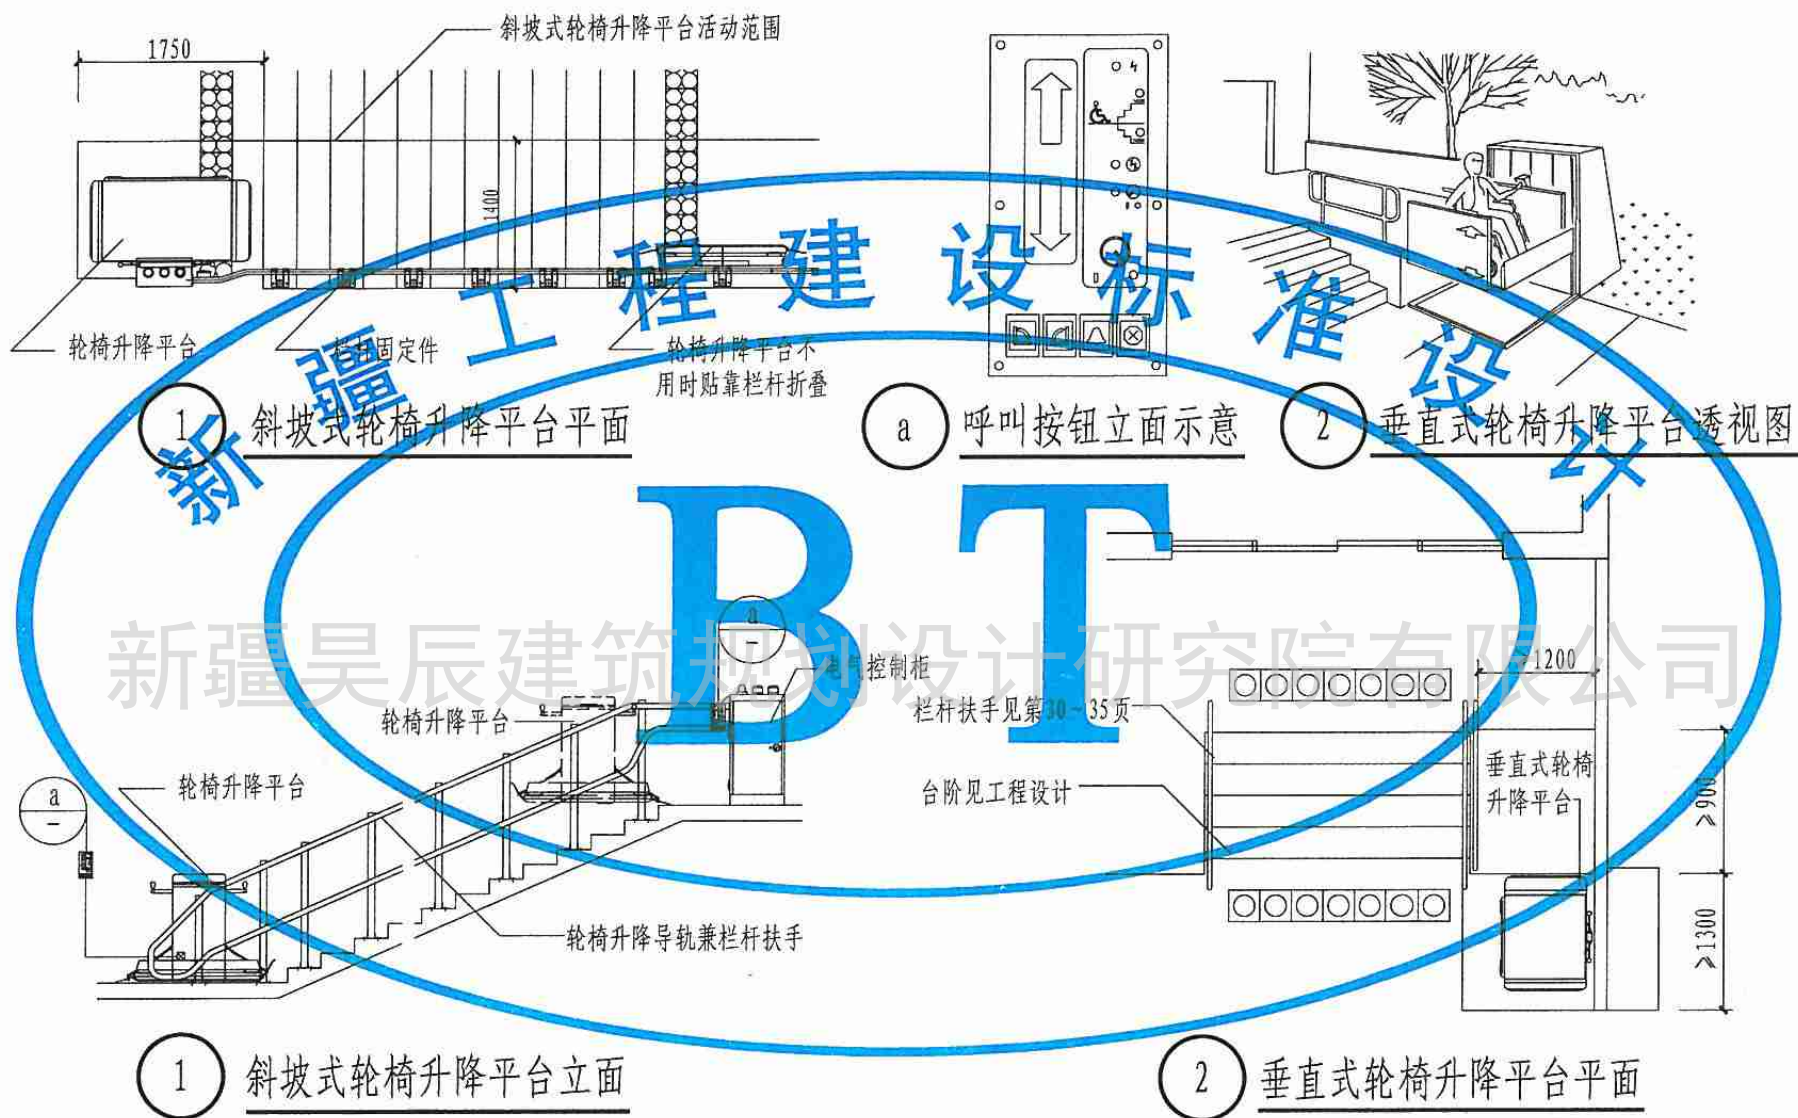 1750
斜坡式轮椅升降平台活动范围
1400
轮椅升降平台
栏杆固定件
轮椅升降平台不
用时贴靠栏杆折叠
1 斜坡式轮椅升降平台平面
a 呼叫按钮立面示意
2 垂直式轮椅升降平台透视图
新疆工程建设标准设计
BT
新疆昊辰建筑规划设计研究院有限公司
a
电气控制柜
轮椅升降平台
轮椅升降平台
a
轮椅升降导轨兼栏杆扶手
1 斜坡式轮椅升降平台立面
1200
栏杆扶手见第30~35页
台阶见工程设计
垂直式轮椅
升降平台
≥900
≥1300
2 垂直式轮椅升降平台平面